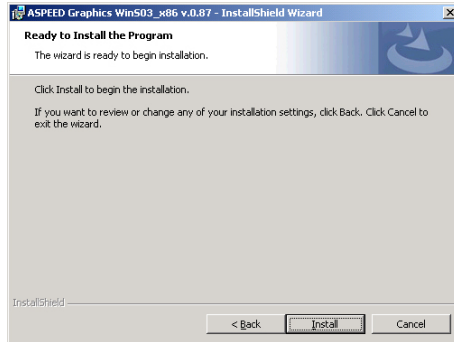 ASPEED Graphics WinS03_x86 v.0.87 - InstallShield Wizard
Ready to Install the Program
The wizard is ready to begin installation.
Click Install to begin the installation.
If you want to review or change any of your installation settings, click Back. Click Cancel to
exit the wizard.
InstallShield
< Back
Install
Cancel